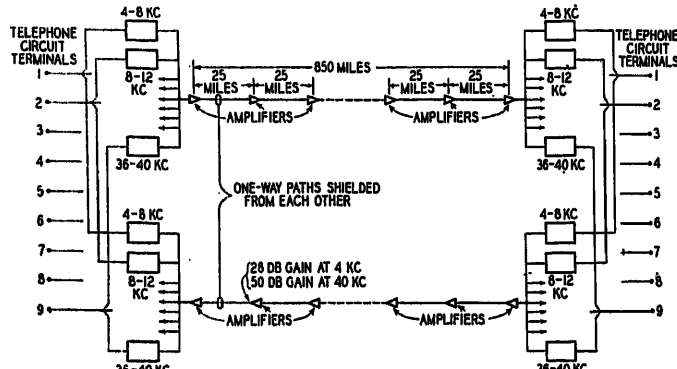 4-8 KC
4-8 KC
TELEPHONE
CIRCUIT
TERMINALS
TELEPHONE
CIRCUIT
TERMINALS
850 MILES
25
MILES
25
MILES
25
MILES
25
MILES
8-12
KC
8-12
KC
1
2
3
4
5
6
7
8
9
1
2
3
4
5
6
7
8
9
AMPLIFIERS
AMPLIFIERS
36-40 KC
36-40 KC
ONE-WAY PATHS SHIELDED
FROM EACH OTHER
4-8 KC
4-8 KC
28 DB GAIN AT 4 KC
50 DB GAIN AT 40 KC
8-12
KC
8-12
KC
AMPLIFIERS
AMPLIFIERS
36-40 KC
36-40 KC